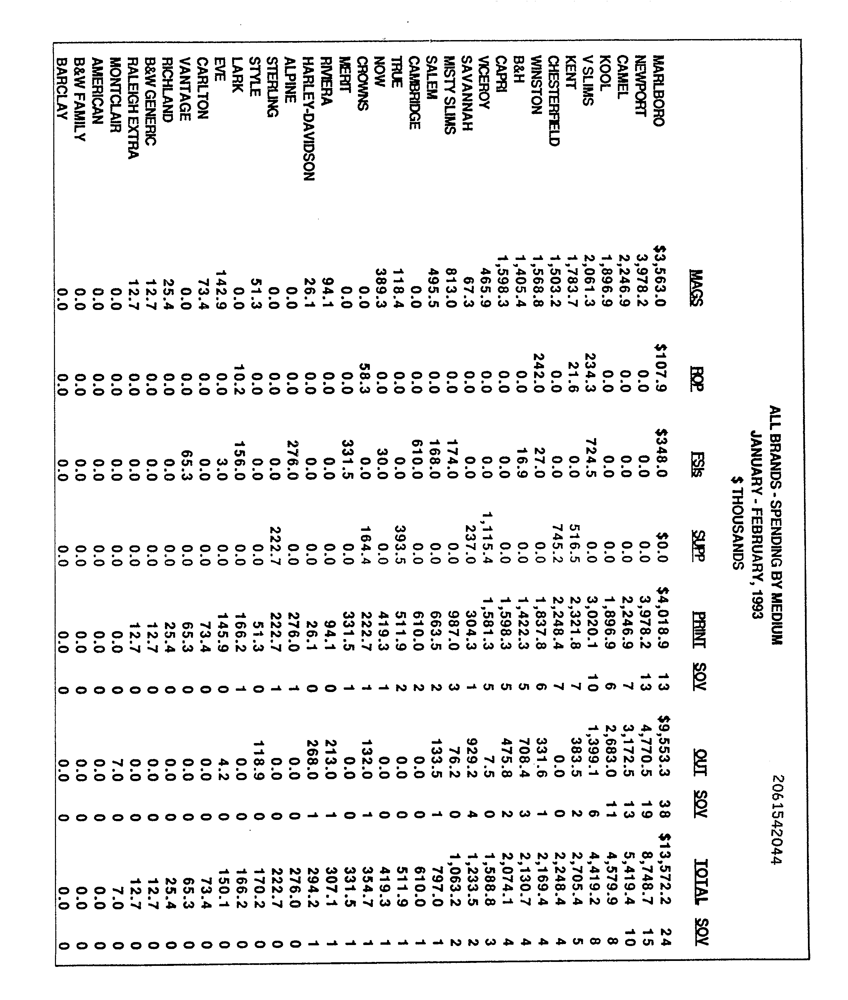 2061542044
ALL BRANDS - SPENDING BY MEDIUM
JANUARY - FEBRUARY, 1993
$ THOUSANDS
MAGS ROP FSIs SUPP PRINT SOV OUT SOV TOTAL SOV
MARLBORO $3,563.0 $107.9 $348.0 $0.0 $4,018.9 13 $9,553.3 38 $13,572.2 24
NEWPORT 3,978.2 0.0 0.0 0.0 3,978.2 13 4,770.5 19 8,748.7 15
CAMEL 2,246.9 0.0 0.0 0.0 2,246.9 7 3,172.5 13 5,419.4 10
KOOL 1,896.9 0.0 0.0 0.0 1,896.9 6 2,683.0 11 4,579.9 8
V SLIMS 2,061.3 234.3 724.5 0.0 3,020.1 10 1,399.1 6 4,419.2 8
KENT 1,783.7 21.6 0.0 516.5 2,321.8 7 383.5 2 2,705.4 5
CHESTERFIELD 1,503.2 0.0 0.0 745.2 2,248.4 7 0.0 0 2,248.4 4
WINSTON 1,568.8 242.0 27.0 0.0 1,837.8 6 331.6 1 2,169.4 4
B&H 1,405.4 0.0 16.9 0.0 1,422.3 5 708.4 3 2,130.7 4
CAPRI 1,598.3 0.0 0.0 0.0 1,598.3 5 475.8 2 2,074.1 4
VICEROY 465.9 0.0 0.0 1,115.4 1,581.3 5 7.5 0 1,588.8 3
SAVANNAH 67.3 0.0 0.0 237.0 304.3 1 929.2 4 1,233.5 2
MISTY SLIMS 813.0 0.0 174.0 0.0 987.0 3 76.2 0 1,063.2 2
SALEM 495.5 0.0 168.0 0.0 663.5 2 133.5 1 797.0 1
CAMBRIDGE 0.0 0.0 610.0 0.0 610.0 2 0.0 0 610.0 1
TRUE 118.4 0.0 0.0 393.5 511.9 2 0.0 0 511.9 1
NOW 389.3 0.0 30.0 0.0 419.3 1 0.0 0 419.3 1
CROWNS 0.0 58.3 0.0 164.4 222.7 1 132.0 1 354.7 1
MERIT 0.0 0.0 331.5 0.0 331.5 1 0.0 0 331.5 1
RIVIERA 94.1 0.0 0.0 0.0 94.1 0 213.0 1 307.1 1
HARLEY-DAVIDSON 26.1 0.0 0.0 0.0 26.1 0 268.0 1 294.2 1
ALPINE 0.0 0.0 276.0 0.0 276.0 1 0.0 0 276.0 0
STERLING 0.0 0.0 0.0 222.7 222.7 1 0.0 0 222.7 0
STYLE 51.3 0.0 0.0 0.0 51.3 0 118.9 0 170.2 0
LARK 0.0 10.2 156.0 0.0 166.2 1 0.0 0 166.2 0
EVE 142.9 0.0 3.0 0.0 145.9 0 4.2 0 150.1 0
CARLTON 73.4 0.0 0.0 0.0 73.4 0 0.0 0 73.4 0
VANTAGE 0.0 0.0 65.3 0.0 65.3 0 0.0 0 65.3 0
RICHLAND 25.4 0.0 0.0 0.0 25.4 0 0.0 0 25.4 0
B&W GENERIC 12.7 0.0 0.0 0.0 12.7 0 0.0 0 12.7 0
RALEIGH EXTRA 12.7 0.0 0.0 0.0 12.7 0 0.0 0 12.7 0
MONTCLAIR 0.0 0.0 0.0 0.0 0.0 0 7.0 0 7.0 0
AMERICAN 0.0 0.0 0.0 0.0 0.0 0 0.0 0 0.0 0
B&W FAMILY 0.0 0.0 0.0 0.0 0.0 0 0.0 0 0.0 0
BARCLAY 0.0 0.0 0.0 0.0 0.0 0 0.0 0 0.0 0